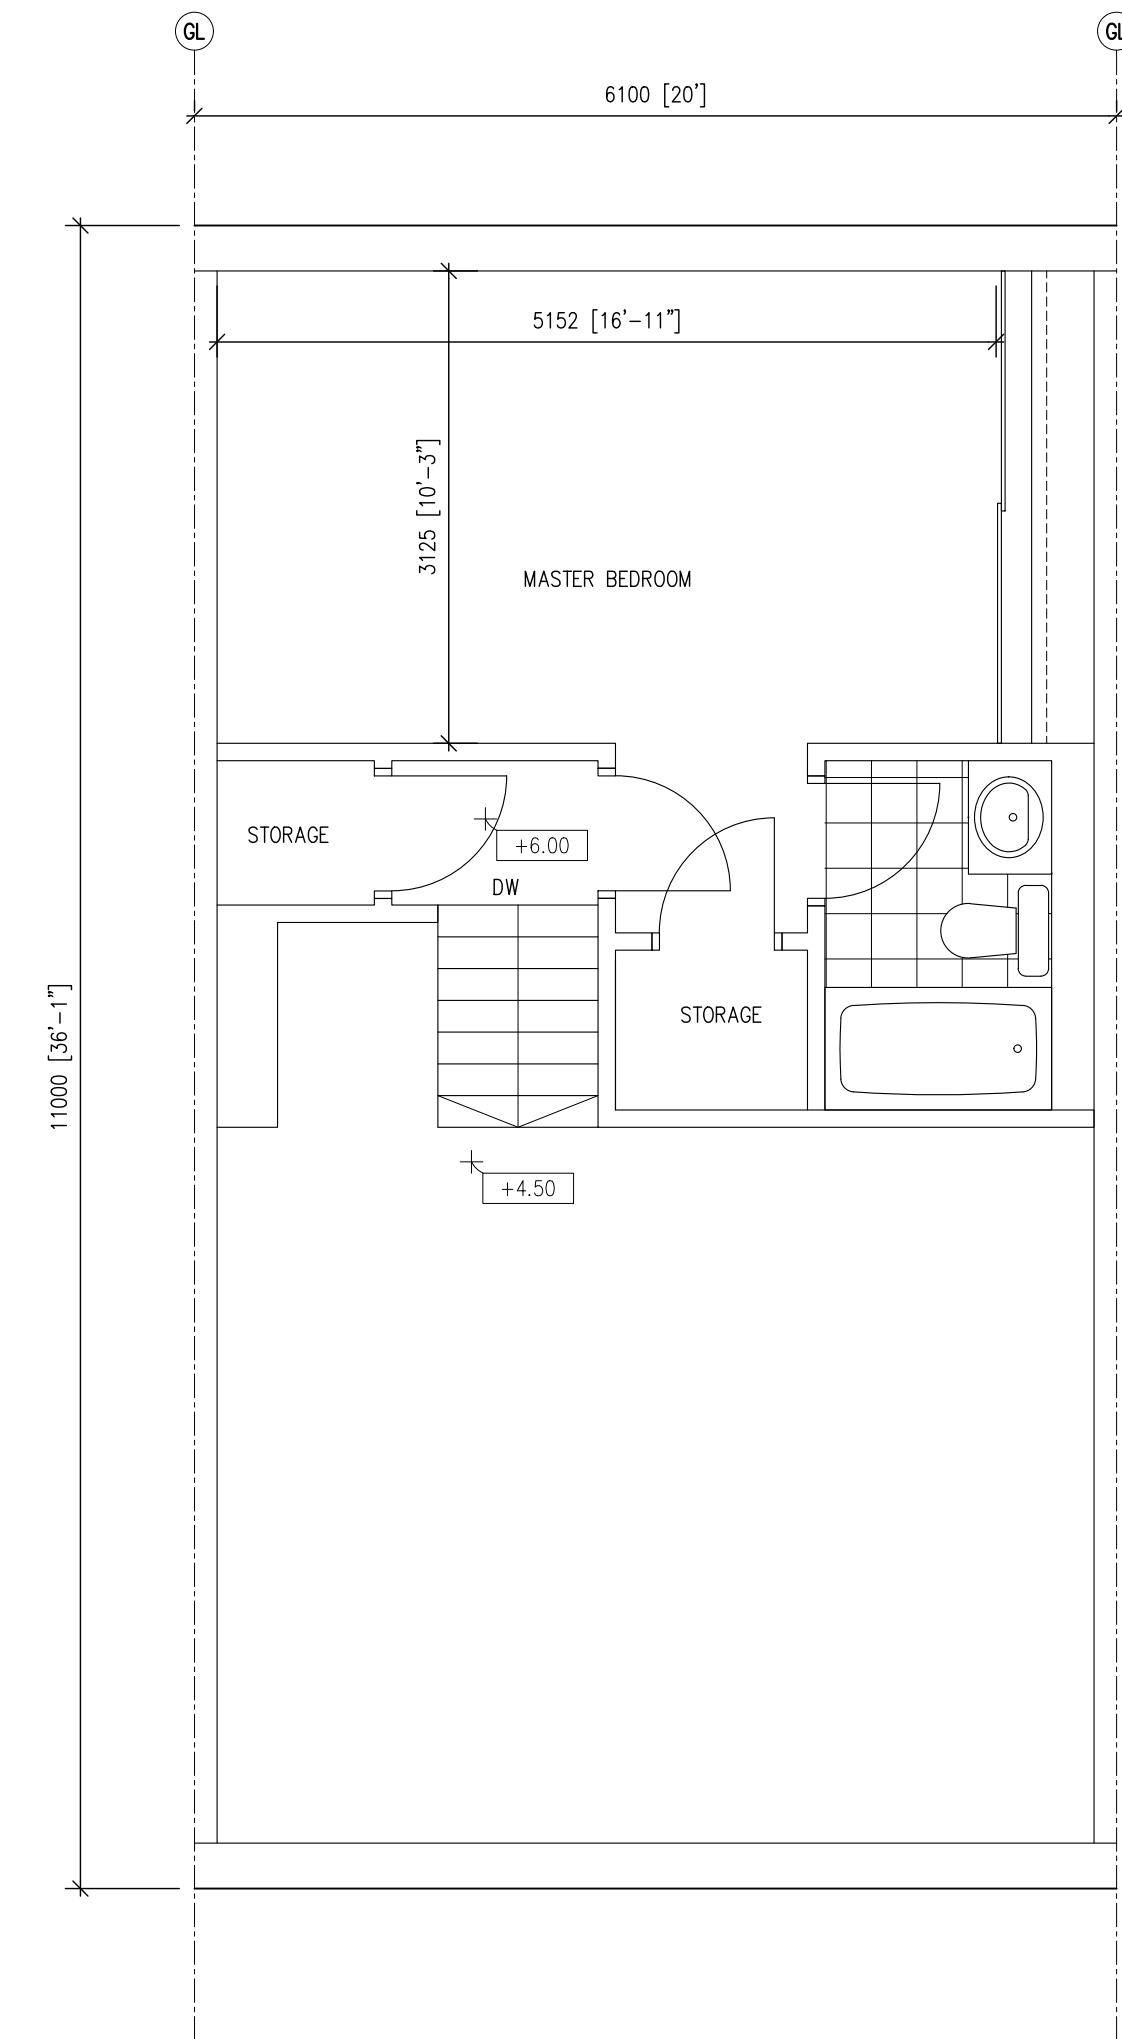 GL
GL
6100 [20']
5152 [16'-11"]
3125 [10'-3"]
MASTER BEDROOM
STORAGE
+6.00
DW
11000 [36'-1"]
STORAGE
+4.50